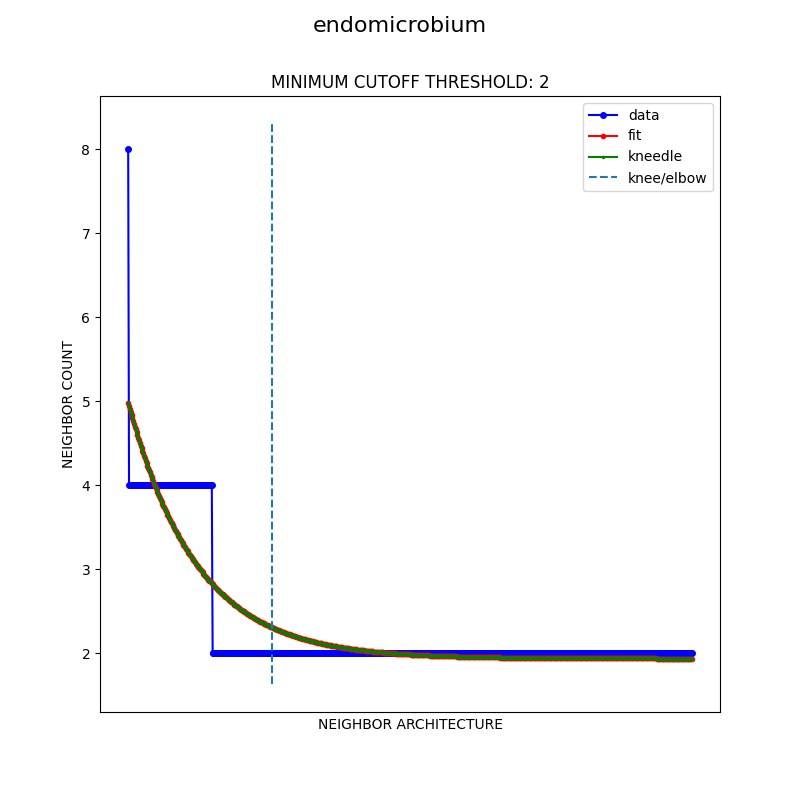 endomicrobium
MINIMUM CUTOFF THRESHOLD: 2
data
fit
kneedle
knee/elbow
8
7
6
5
4
3
2
NEIGHBOR COUNT
NEIGHBOR ARCHITECTURE